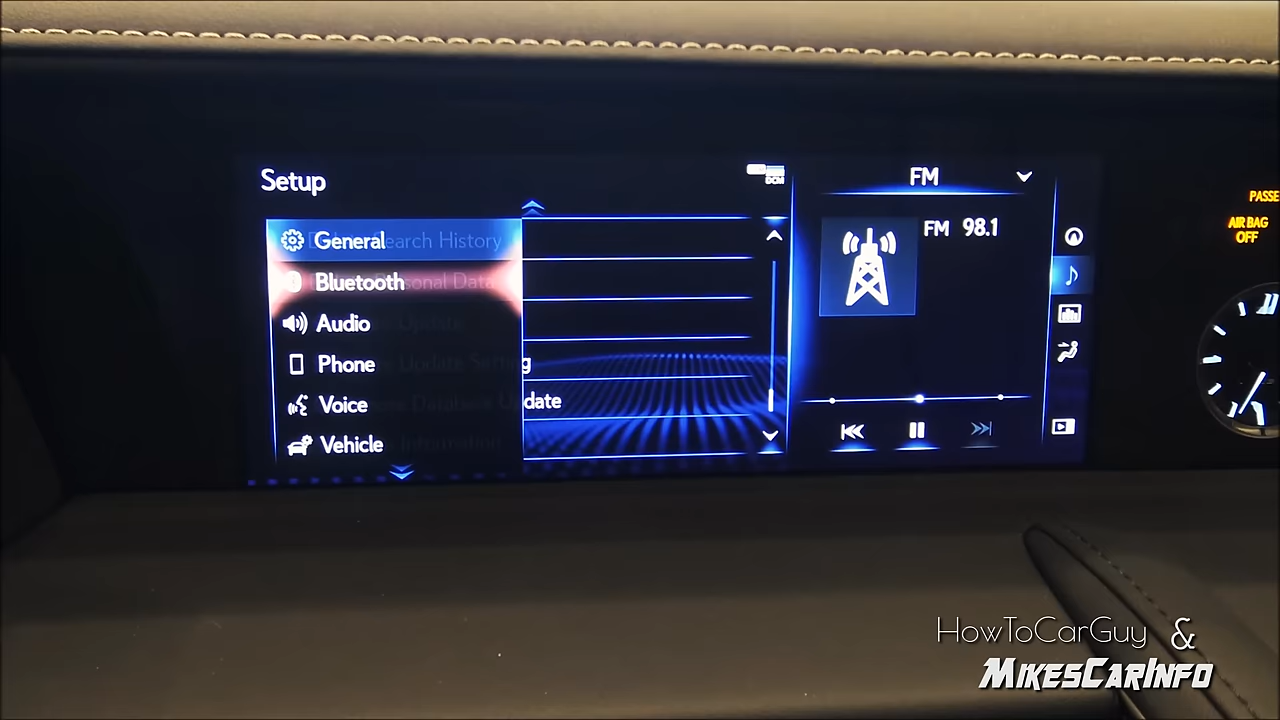 Setup
DCM
FM
PASSE
AIR BAG
OFF
General
Search History
FM 98.1
Bluetooth
Personal Data
Audio
Update
Phone
Update Setting
Voice
Database Update
Vehicle
Information
HowToCarGuy &
MikesCarInfo